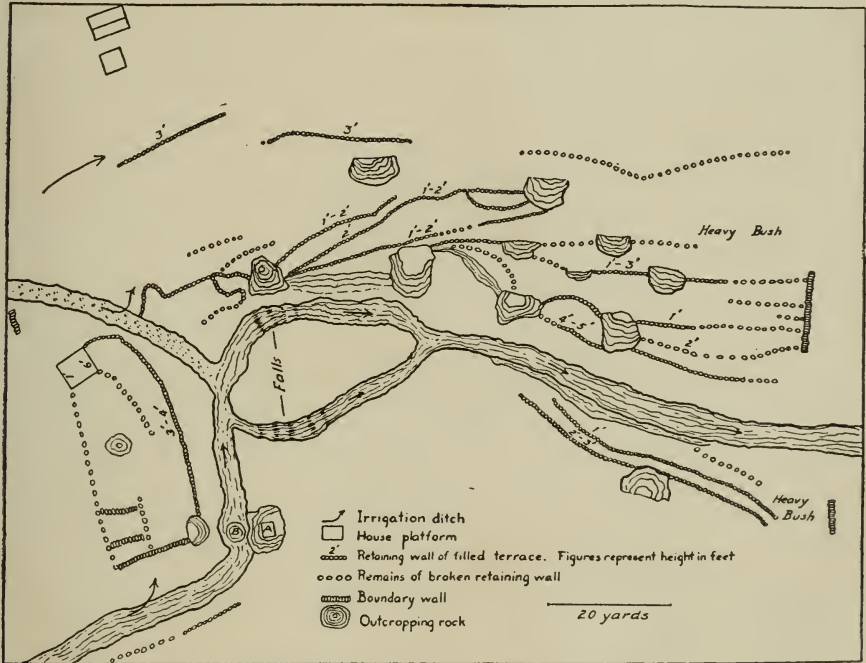 3'
3'
1'-2'
1'-2'
2'
1'-2'
Heavy Bush
1'-3'
1'
4'-5'
2'
Falls
1'
2'-3'
Heavy
Bush
B
A
Irrigation ditch
House platform
2'
Retaining wall of filled terrace. Figures represent height in feet
Remains of broken retaining wall
Boundary wall
Outcropping rock
20 yards